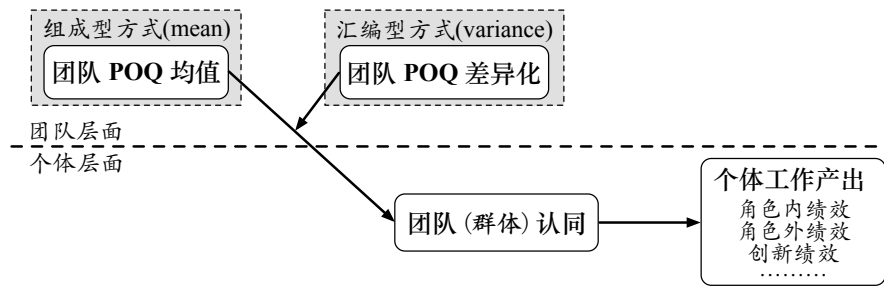 组成型方式(mean)
团队 POQ 均值
汇编型方式(variance)
团队 POQ 差异化
团队层面
个体层面
团队(群体)认同
个体工作产出
角色内绩效
角色外绩效
创新绩效
………